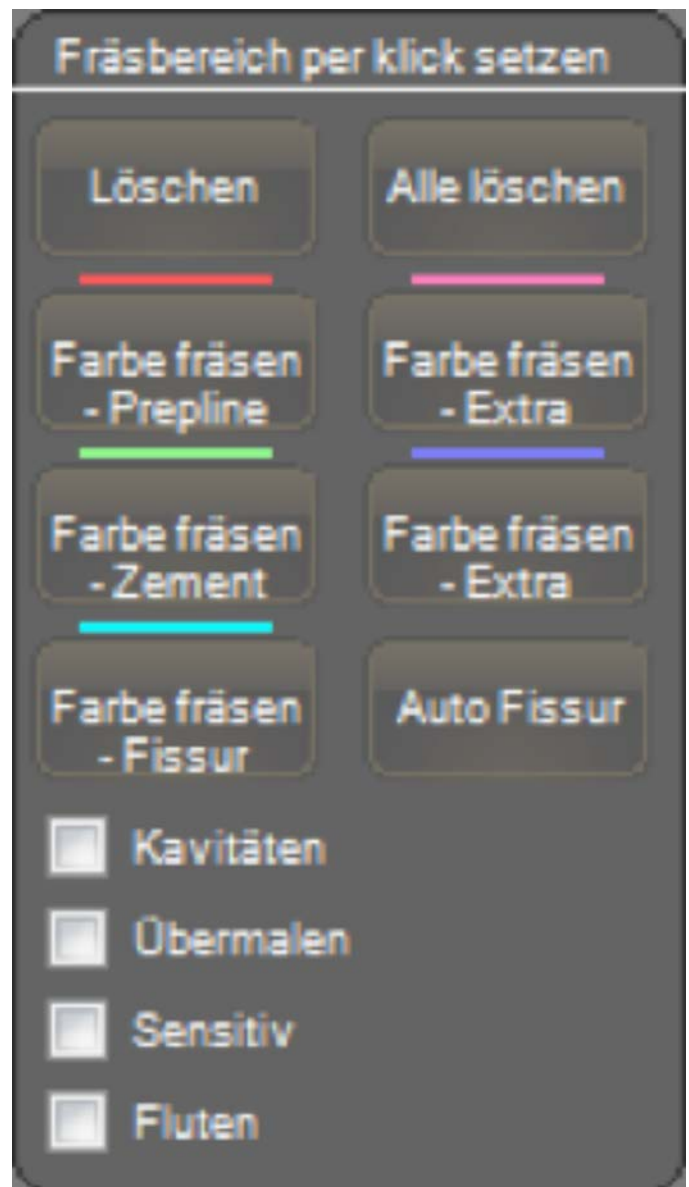 Fräsbereich per klick setzen
Löschen
Alle löschen
Farbe fräsen
- Prepline
Farbe fräsen
- Extra
Farbe fräsen
- Zement
Farbe fräsen
- Extra
Farbe fräsen
- Fissur
Auto Fissur
Kavitäten
Übermalen
Sensitiv
Fluten